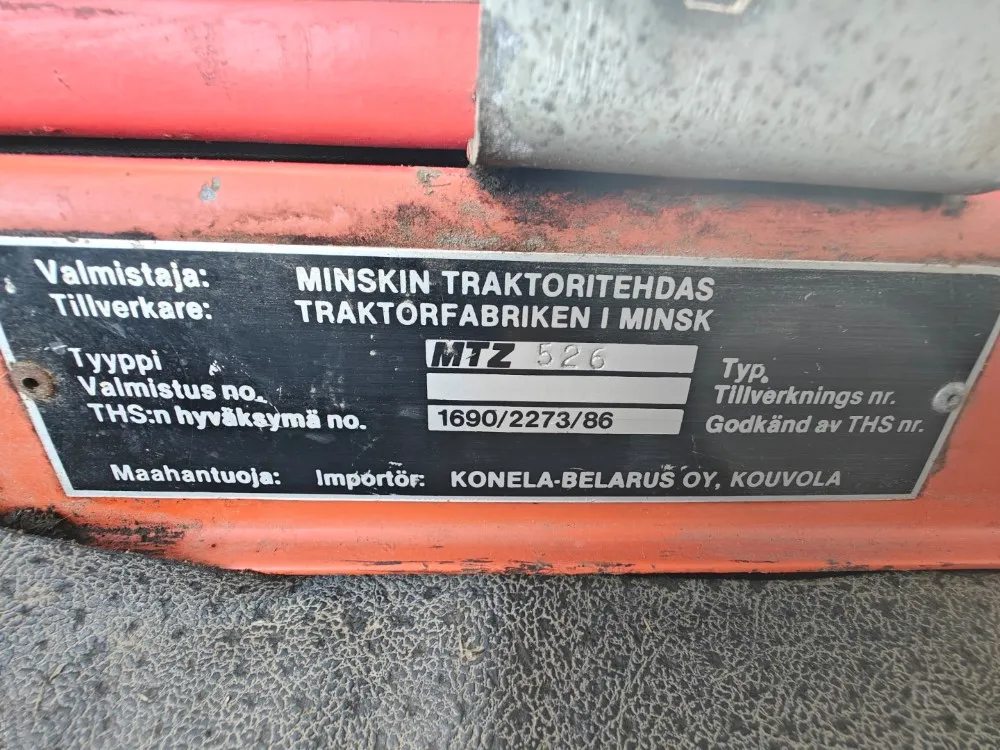 Valmistaja: MINSKIN TRAKTORITEHDAS
Tillverkare: TRAKTORFABRIKEN I MINSK
Tyyppi MTZ 526 Typ.
Valmistus no. Tillverknings nr.
THS:n hyväksymä no. 1690/2273/86 Godkänd av THS nr.
Maahantuoja: Importör: KONELA-BELARUS OY, KOUVOLA